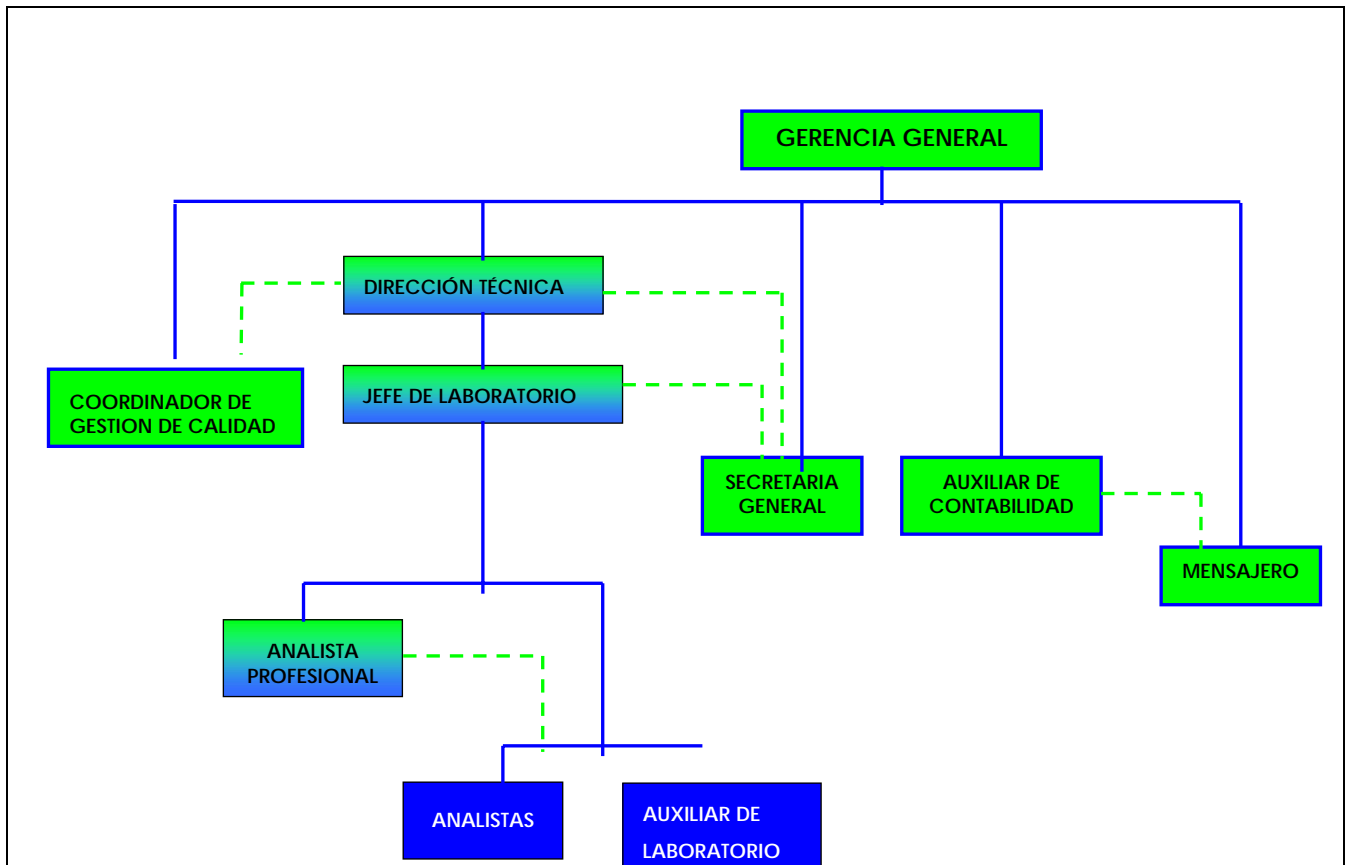 GERENCIA GENERAL
DIRECCIÓN TÉCNICA
JEFE DE LABORATORIO
COORDINADOR DE
GESTION DE CALIDAD
SECRETARIA
GENERAL
AUXILIAR DE
CONTABILIDAD
MENSAJERO
ANALISTA
PROFESIONAL
ANALISTAS
AUXILIAR DE
LABORATORIO